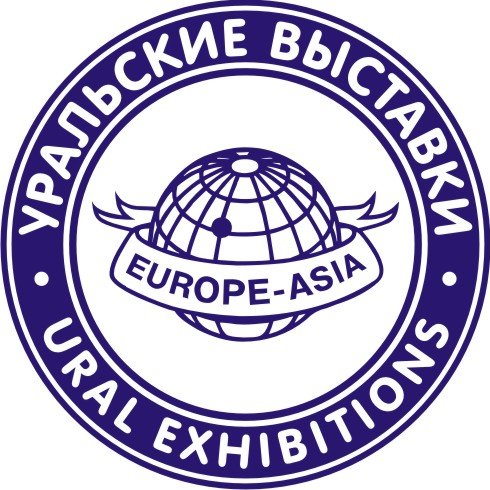 УРАЛЬСКИЕ ВЫСТАВКИ
EUROPE-ASIA
URAL EXHIBITIONS